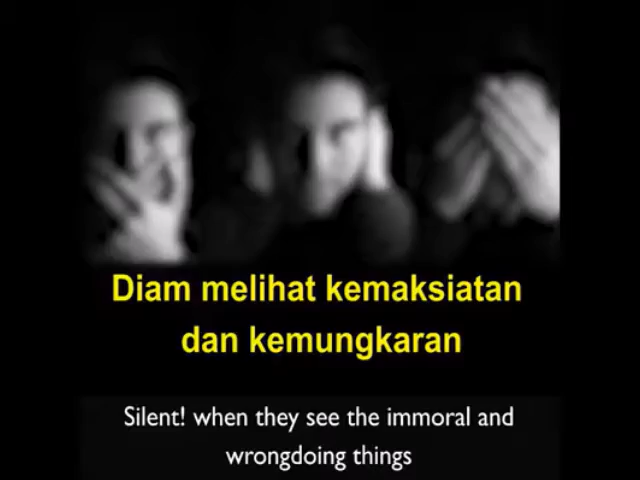 Diam melihat kemaksiatan
dan kemungkaran
Silent! when they see the immoral and
wrongdoing things